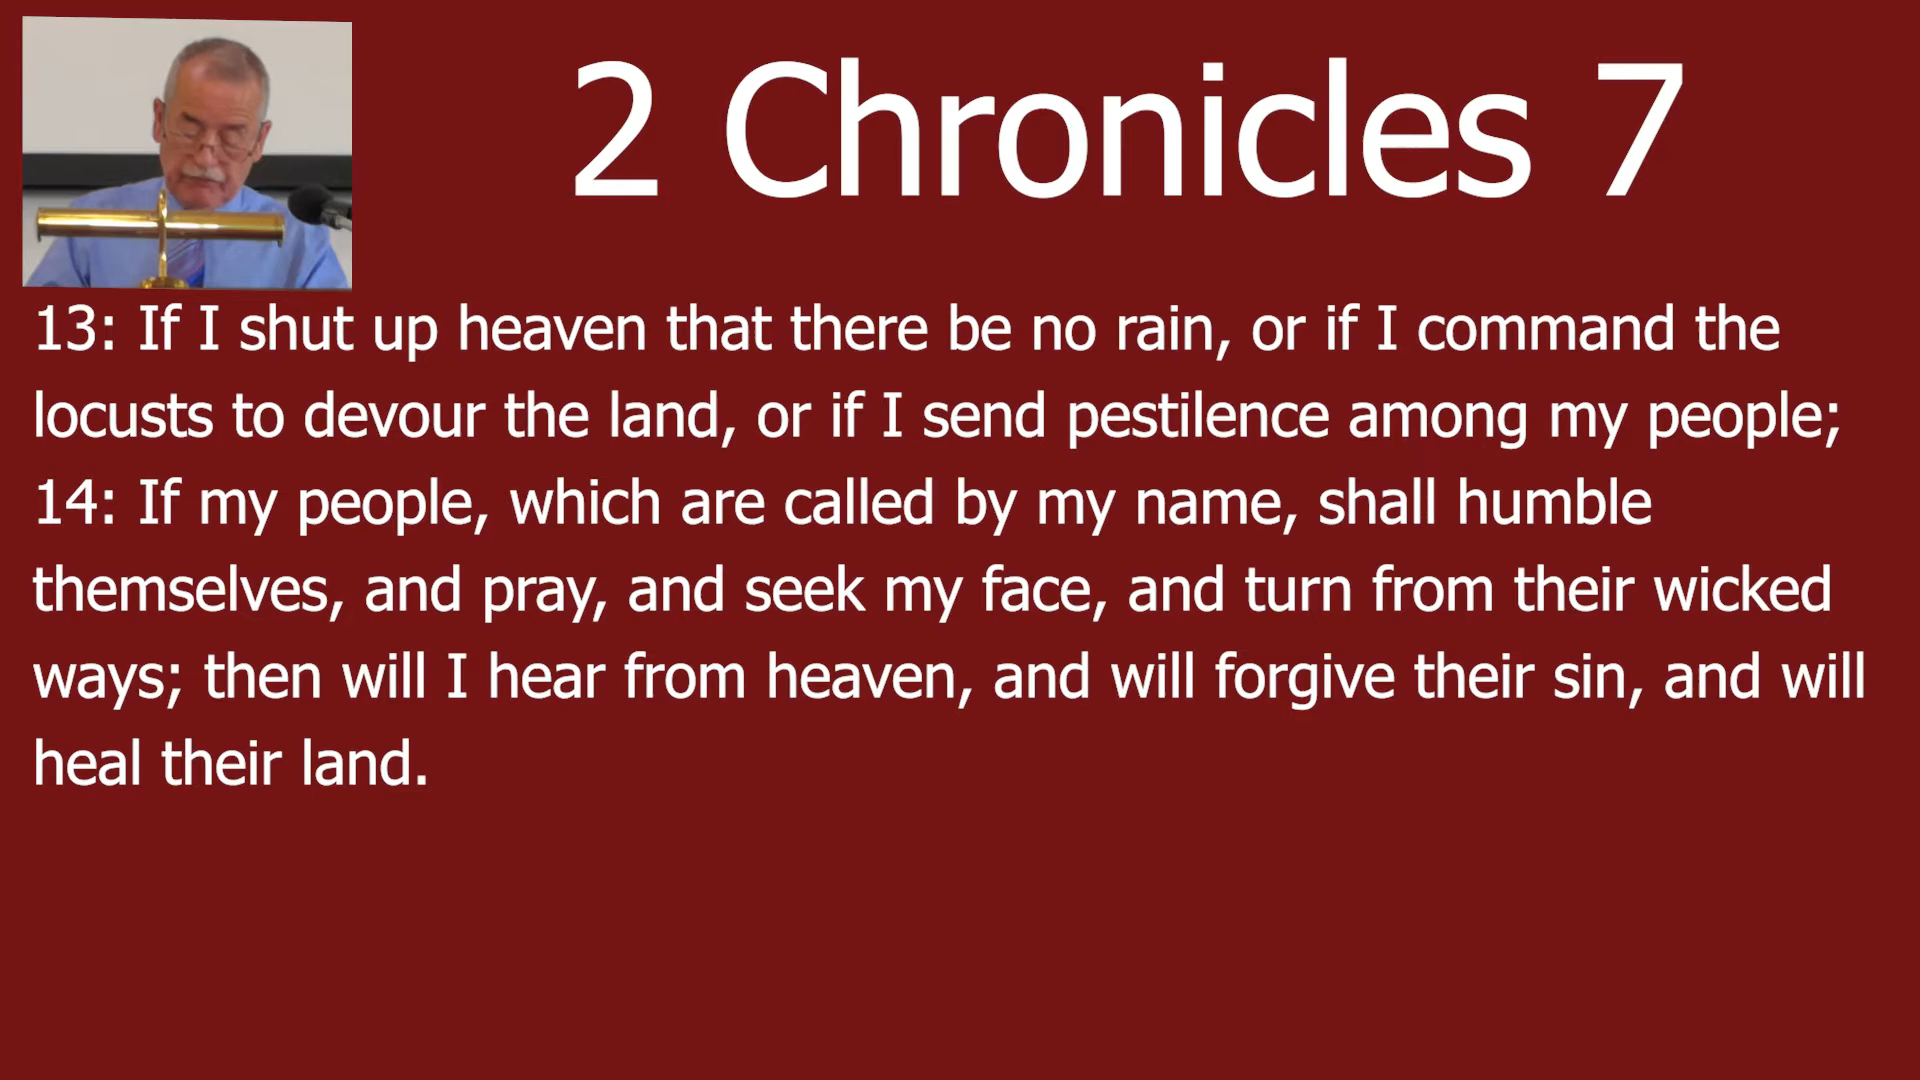 2 Chronicles 7
13: If I shut up heaven that there be no rain, or if I command the
locusts to devour the land, or if I send pestilence among my people;
14: If my people, which are called by my name, shall humble
themselves, and pray, and seek my face, and turn from their wicked
ways; then will I hear from heaven, and will forgive their sin, and will
heal their land.